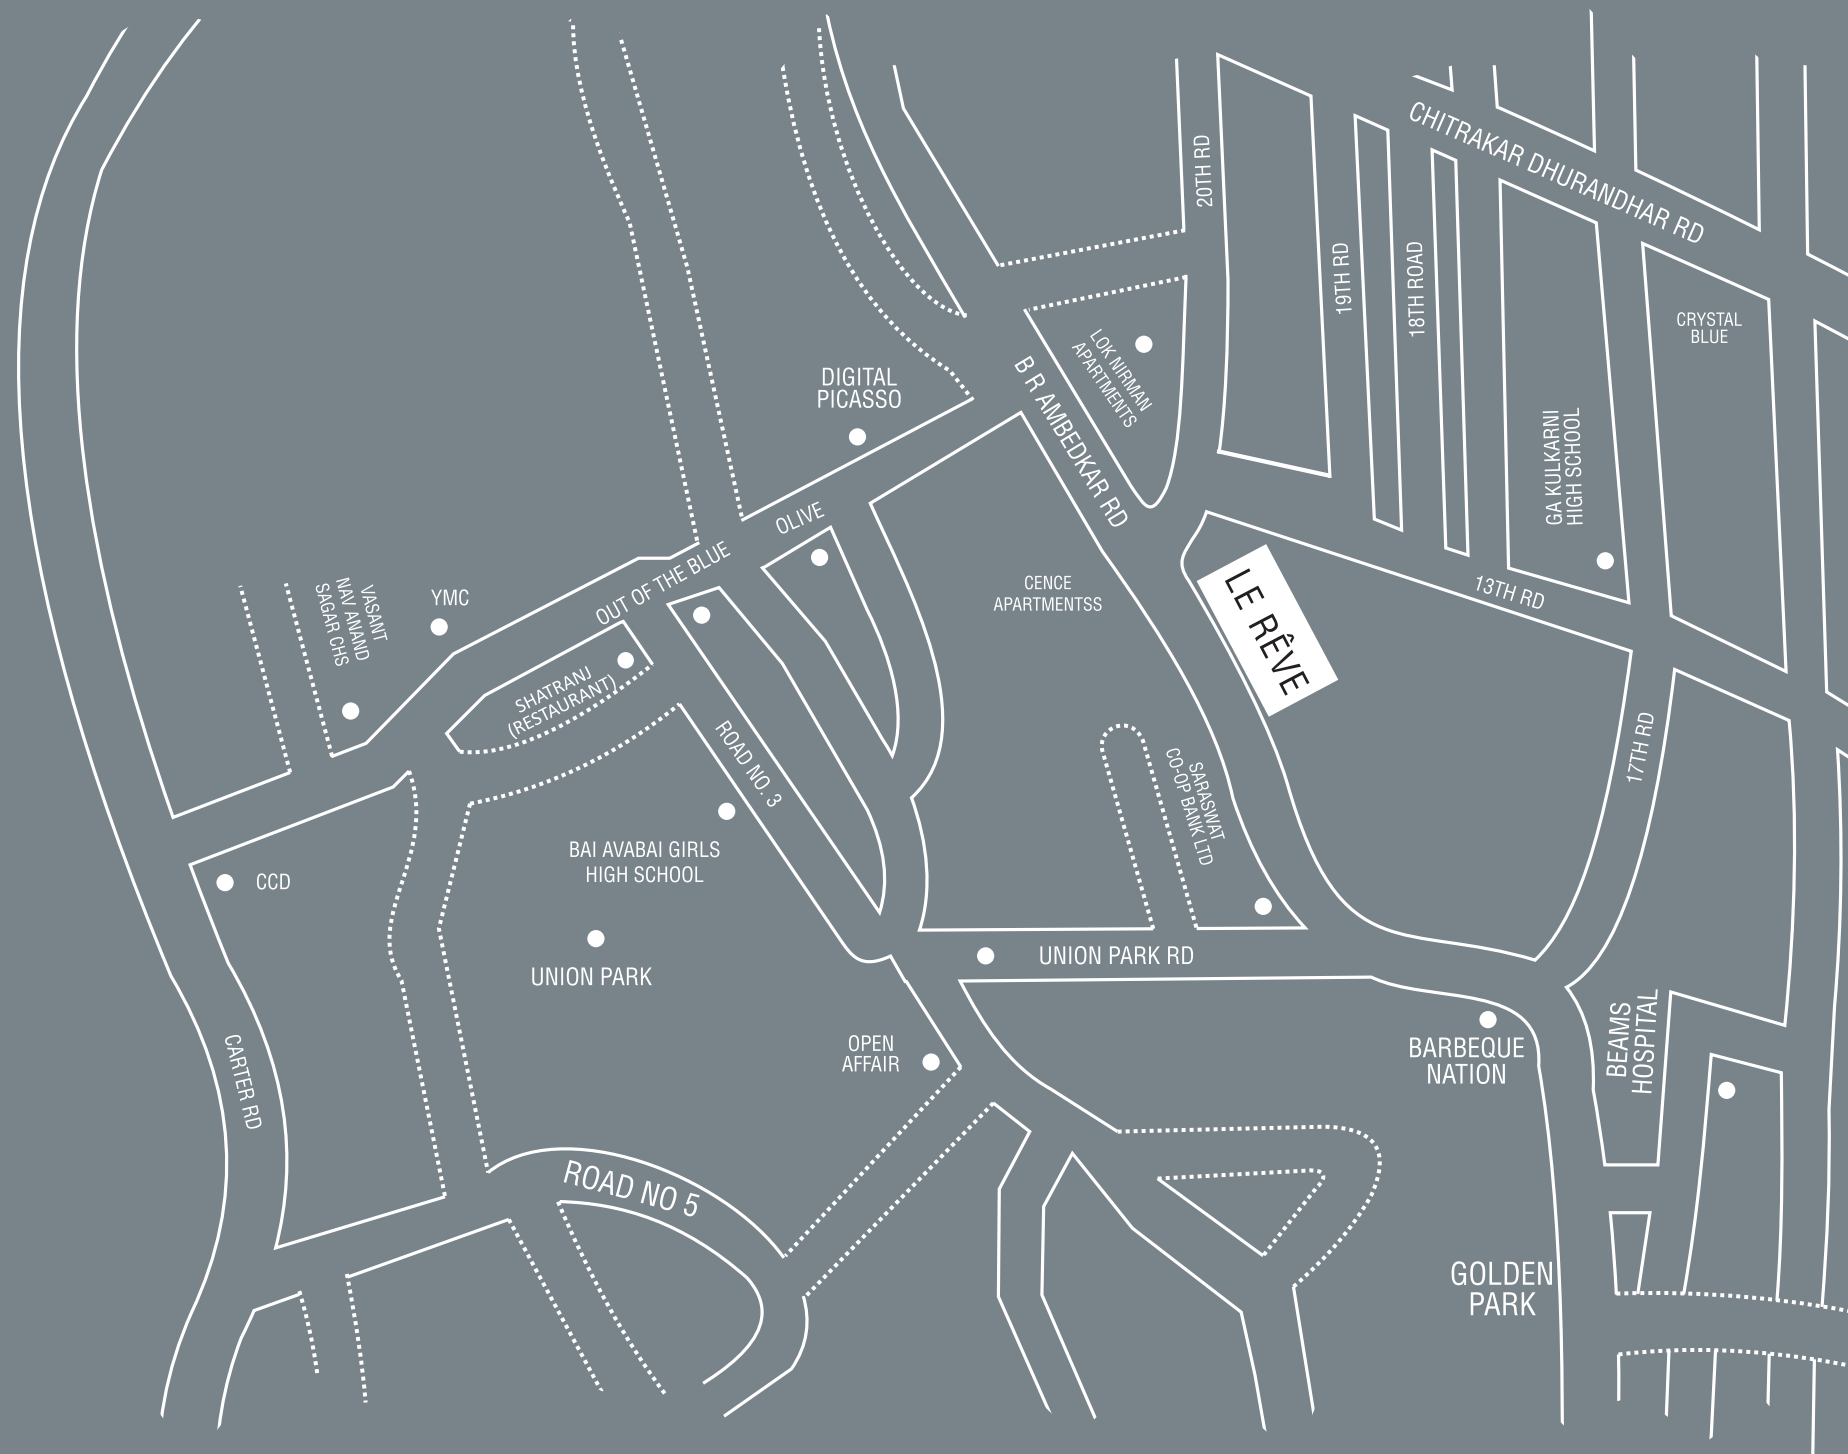 CHITRAKAR DHURANDHAR RD
20TH RD
19TH RD
18TH ROAD
CRYSTAL
BLUE
LOK NIRMAN
APARTMENTS
B R AMBEDKAR RD
DIGITAL
PICASSO
GA KULKARNI
HIGH SCHOOL
OLIVE
OUT OF THE BLUE
CENCE
APARTMENTSS
13TH RD
LE RÊVE
VASANT
NAV ANAND
SAGAR CHS
YMC
SHATRANJ
(RESTAURANT)
ROAD NO. 3
17TH RD
SARASWAT
CO-OP BANK LTD
BAI AVABAI GIRLS
HIGH SCHOOL
CCD
UNION PARK
UNION PARK RD
OPEN
AFFAIR
BARBEQUE
NATION
BEAMS
HOSPITAL
CARTER RD
ROAD NO 5
GOLDEN
PARK